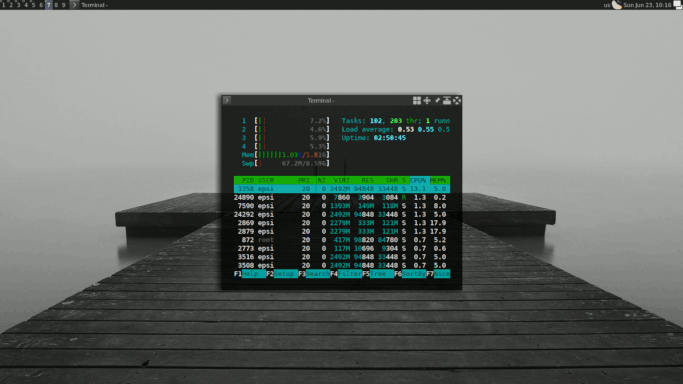 1 2 3 4 5 6 7 8 9 Terminal - us Sun Jun 23, 10:16
Terminal -
1 [|| 7.2%] Tasks: 102, 203 thr; 1 runn
2 [|| 4.6%] Load average: 0.53 0.55 0.5
3 [|| 5.9%] Uptime: 02:50:45
4 [|| 5.3%]
Mem[||||||1.03G/1.81G]
Swp[ 67.2M/8.59G]
PID USER PRI NI VIRT RES SHR S CPU% MEM%
3358 epsi 20 0 2492M 94848 33448 S 13.1 5.0
24890 epsi 20 0 7860 3904 3084 R 1.3 0.2
7590 epsi 20 0 1393M 149M 118M S 1.3 8.0
24292 epsi 20 0 2492M 94848 33448 S 1.3 5.0
2869 epsi 20 0 2279M 333M 121M S 1.3 17.9
2879 epsi 20 0 2279M 333M 121M S 1.3 17.9
872 root 20 0 417M 98820 84780 S 0.7 5.2
2773 epsi 20 0 117M 10696 9304 S 0.7 0.6
3516 epsi 20 0 2492M 94848 33448 S 0.7 5.0
3508 epsi 20 0 2492M 94848 33448 S 0.7 5.0
F1Help F2Setup F3Search F4Filter F5Tree F6SortBy F7Nice